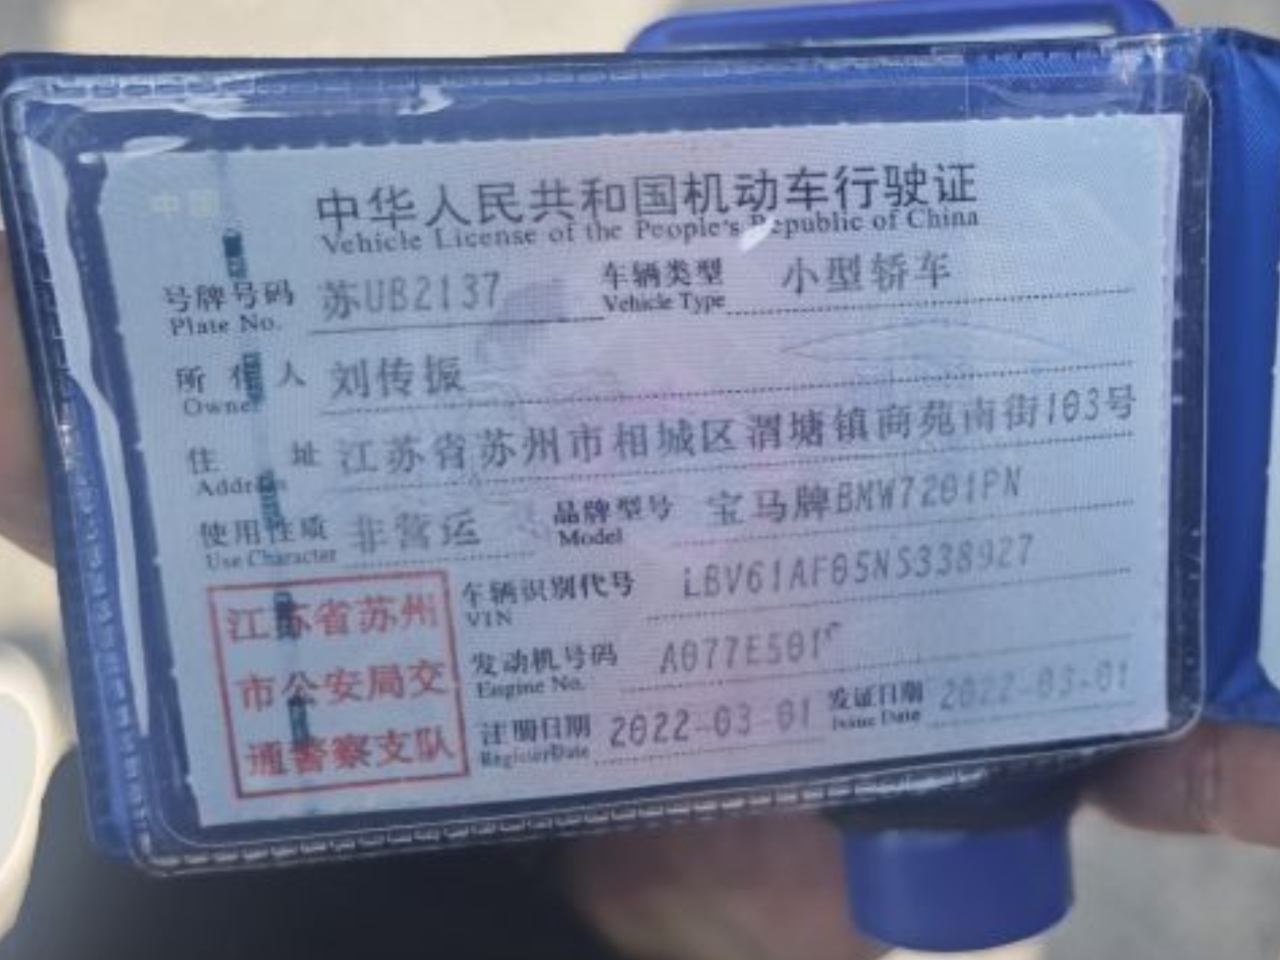 中国
中华人民共和国机动车行驶证
Vehicle License of the People's Republic of China
号牌号码 苏UB2137 车辆类型 小型轿车
Plate No. Vehicle Type
所有人 刘传振
Owner
住址 江苏省苏州市相城区渭塘镇商苑南街103号
Address
使用性质 非营运 品牌型号 宝马牌BMW7201PN
Use Character Model
车辆识别代号 LBV61AF05NS338927
VIN
发动机号码 A077E501
Engine No.
注册日期 2022-03-01 发证日期 2022-03-01
RegisterDate Issue Date
江苏省苏州
市公安局交
通警察支队